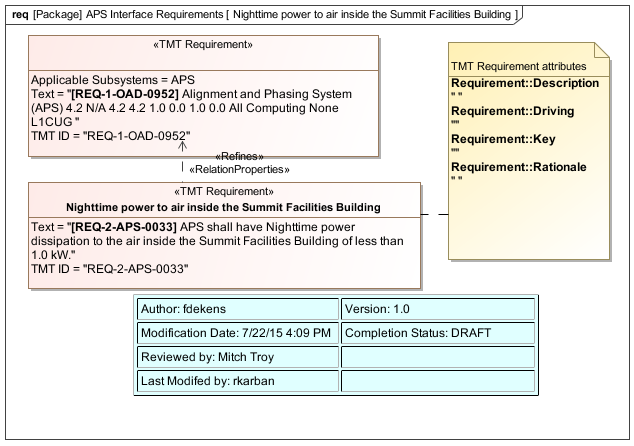 req [Package] APS Interface Requirements [ Nighttime power to air inside the Summit Facilities Building ]
«TMT Requirement»
Applicable Subsystems = APS
Text = "[REQ-1-OAD-0952] Alignment and Phasing System
(APS) 4.2 N/A 4.2 4.2 1.0 0.0 1.0 0.0 All Computing None
L1CUG "
TMT ID = "REQ-1-OAD-0952"
TMT Requirement attributes
Requirement::Description
" "
Requirement::Driving
""
Requirement::Key
""
Requirement::Rationale
" "
«Refines»
«RelationProperties»
«TMT Requirement»
Nighttime power to air inside the Summit Facilities Building
Text = "[REQ-2-APS-0033] APS shall have Nighttime power
dissipation to the air inside the Summit Facilities Building of less than
1.0 kW."
TMT ID = "REQ-2-APS-0033"
Author: fdekens Version: 1.0
Modification Date: 7/22/15 4:09 PM Completion Status: DRAFT
Reviewed by: Mitch Troy
Last Modifed by: rkarban